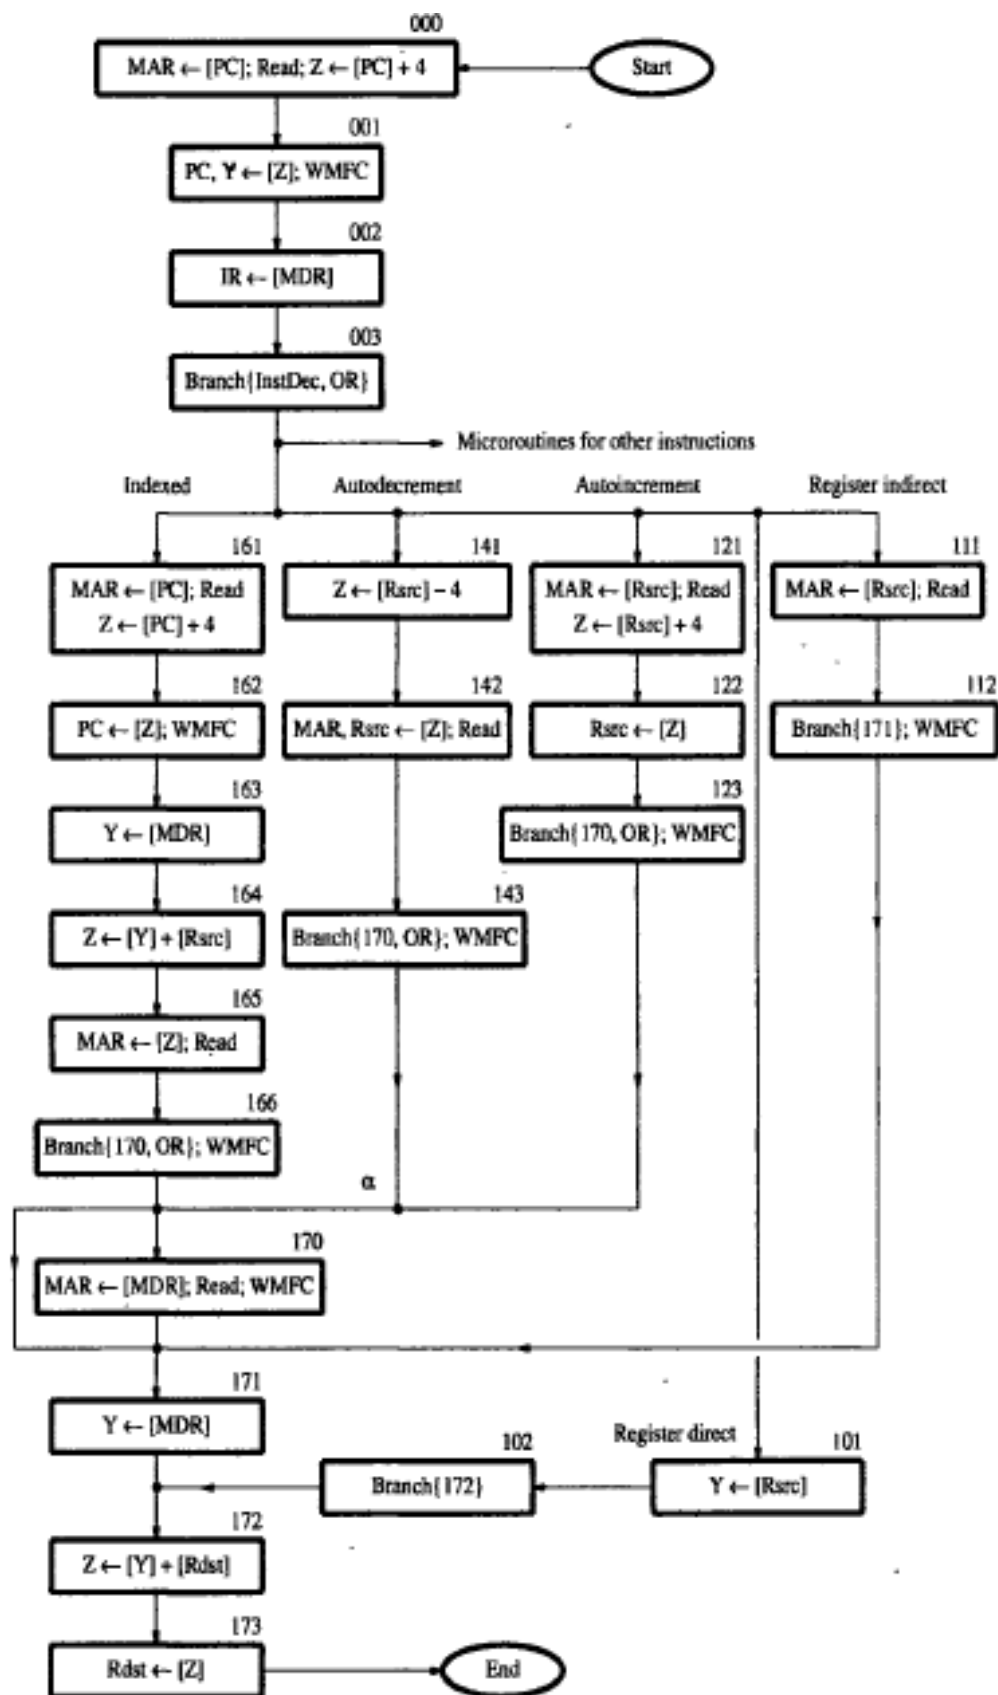 000
MAR ← [PC]; Read; Z ← [PC] + 4
Start
001
PC, Y ← [Z]; WMFC
002
IR ← [MDR]
003
Branch{InstDec, OR}
Microroutines for other instructions
Indexed
Autodecrement
Autoincrement
Register indirect
161
MAR ← [PC]; Read
Z ← [PC] + 4
141
Z ← [Rsrc] – 4
121
MAR ← [Rsrc]; Read
Z ← [Rsrc] + 4
111
MAR ← [Rsrc]; Read
162
PC ← [Z]; WMFC
142
MAR, Rsrc ← [Z]; Read
122
Rsrc ← [Z]
112
Branch{171}; WMFC
163
Y ← [MDR]
123
Branch{170, OR}; WMFC
164
Z ← [Y] + [Rsrc]
143
Branch{170, OR}; WMFC
165
MAR ← [Z]; Read
166
Branch{170, OR}; WMFC
α
170
MAR ← [MDR]; Read; WMFC
171
Y ← [MDR]
Register direct
102
Branch{172}
101
Y ← [Rsrc]
172
Z ← [Y] + [Rdst]
173
Rdst ← [Z]
End